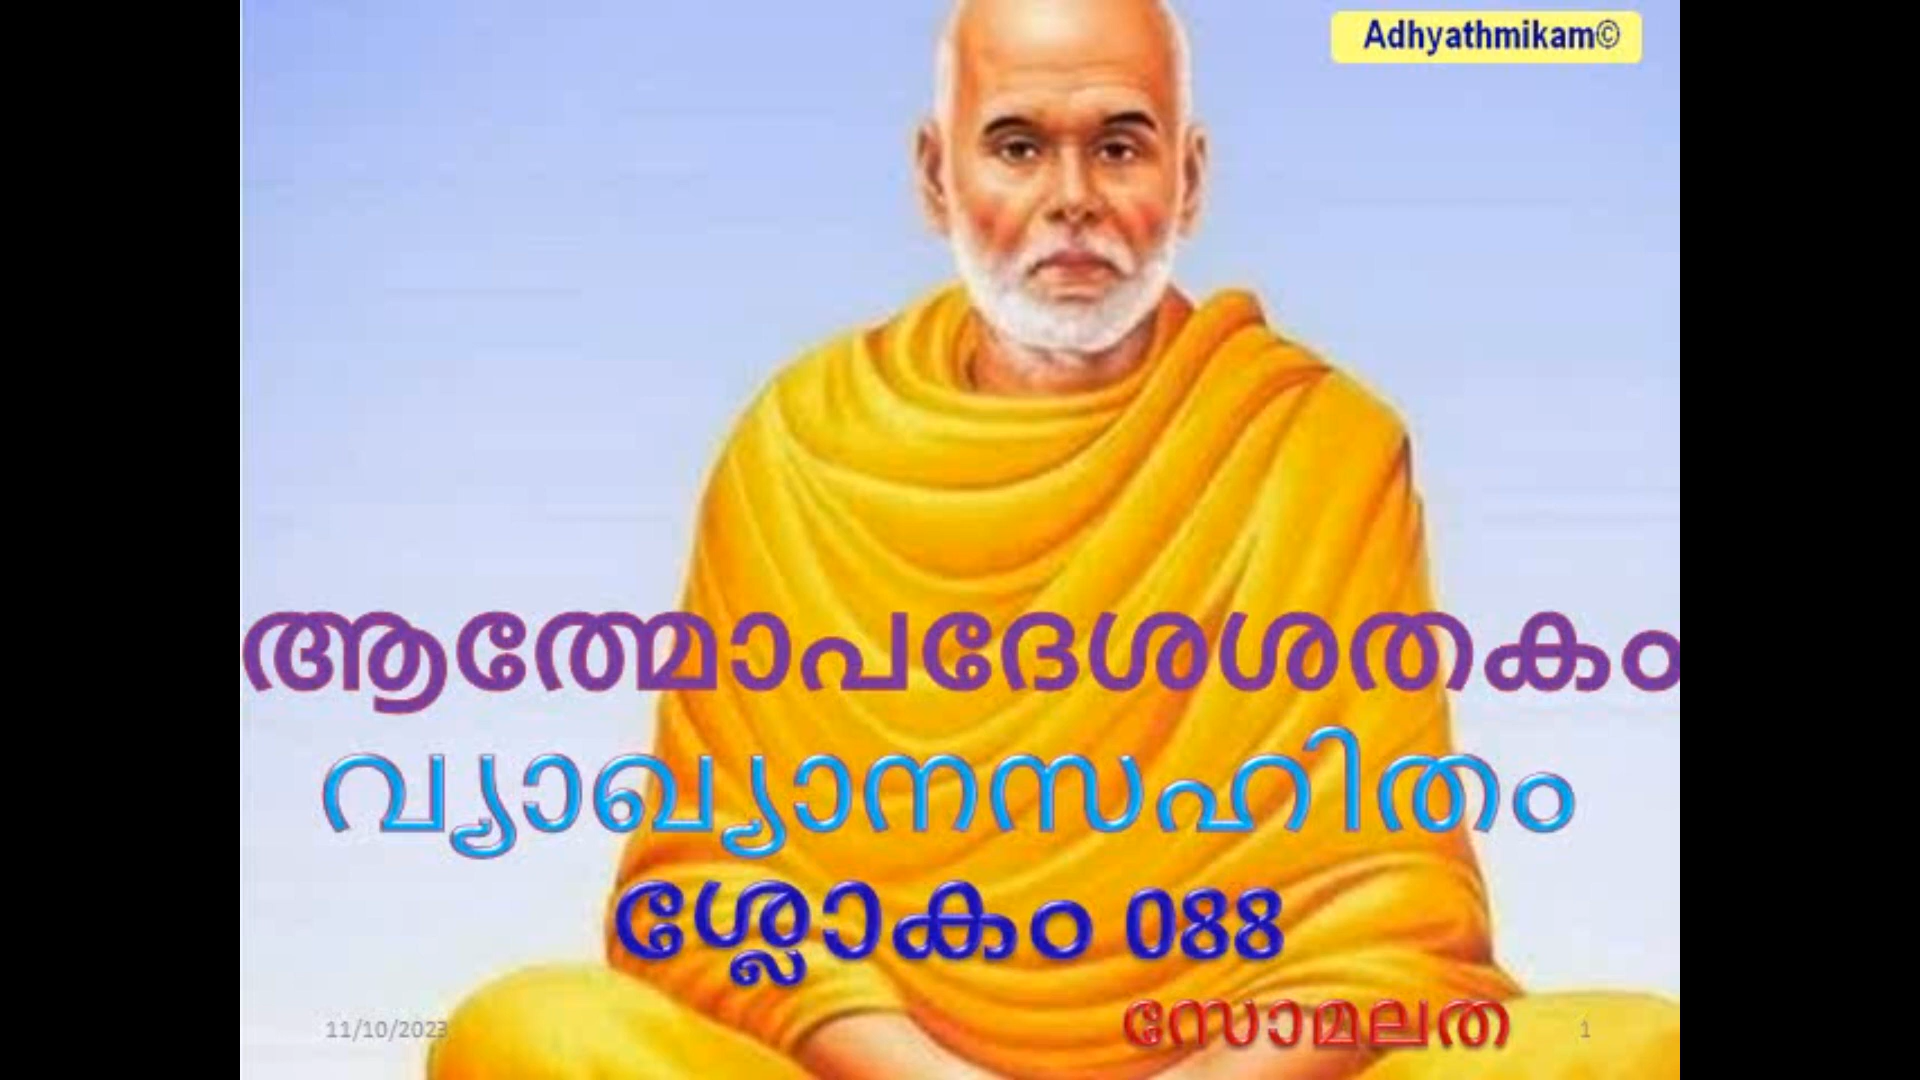 Adhyathmikam©
ആത്മോപദേശശതകം
വ്യാഖ്യാനസഹിതം
ശ്ലോകം 088
സോമലത
11/10/2023
1